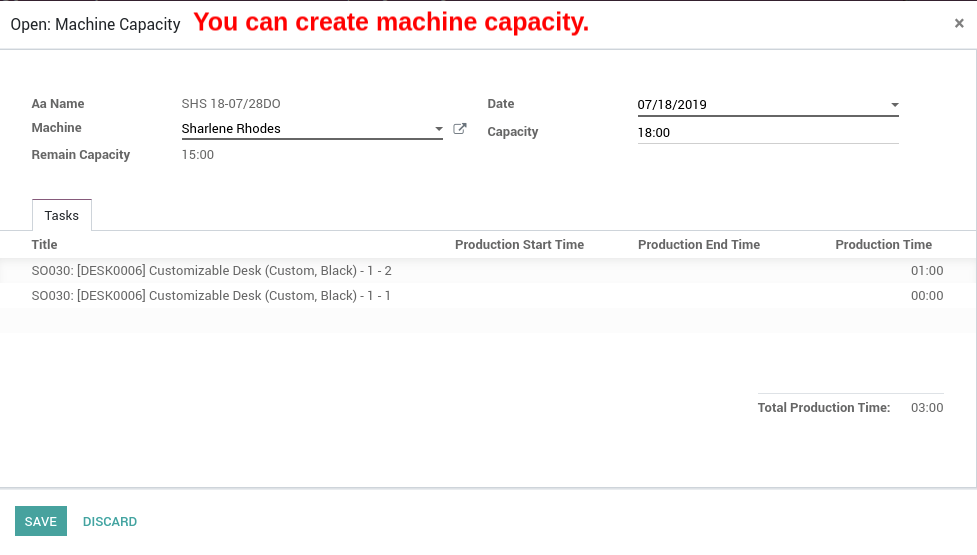 Open: Machine Capacity You can create machine capacity. ×
Aa Name SHS 18-07/28DO Date 07/18/2019
Machine Sharlene Rhodes Capacity 18:00
Remain Capacity 15:00
Tasks
Title Production Start Time Production End Time Production Time
SO030: [DESK0006] Customizable Desk (Custom, Black) - 1 - 2 01:00
SO030: [DESK0006] Customizable Desk (Custom, Black) - 1 - 1 00:00
Total Production Time: 03:00
SAVE DISCARD